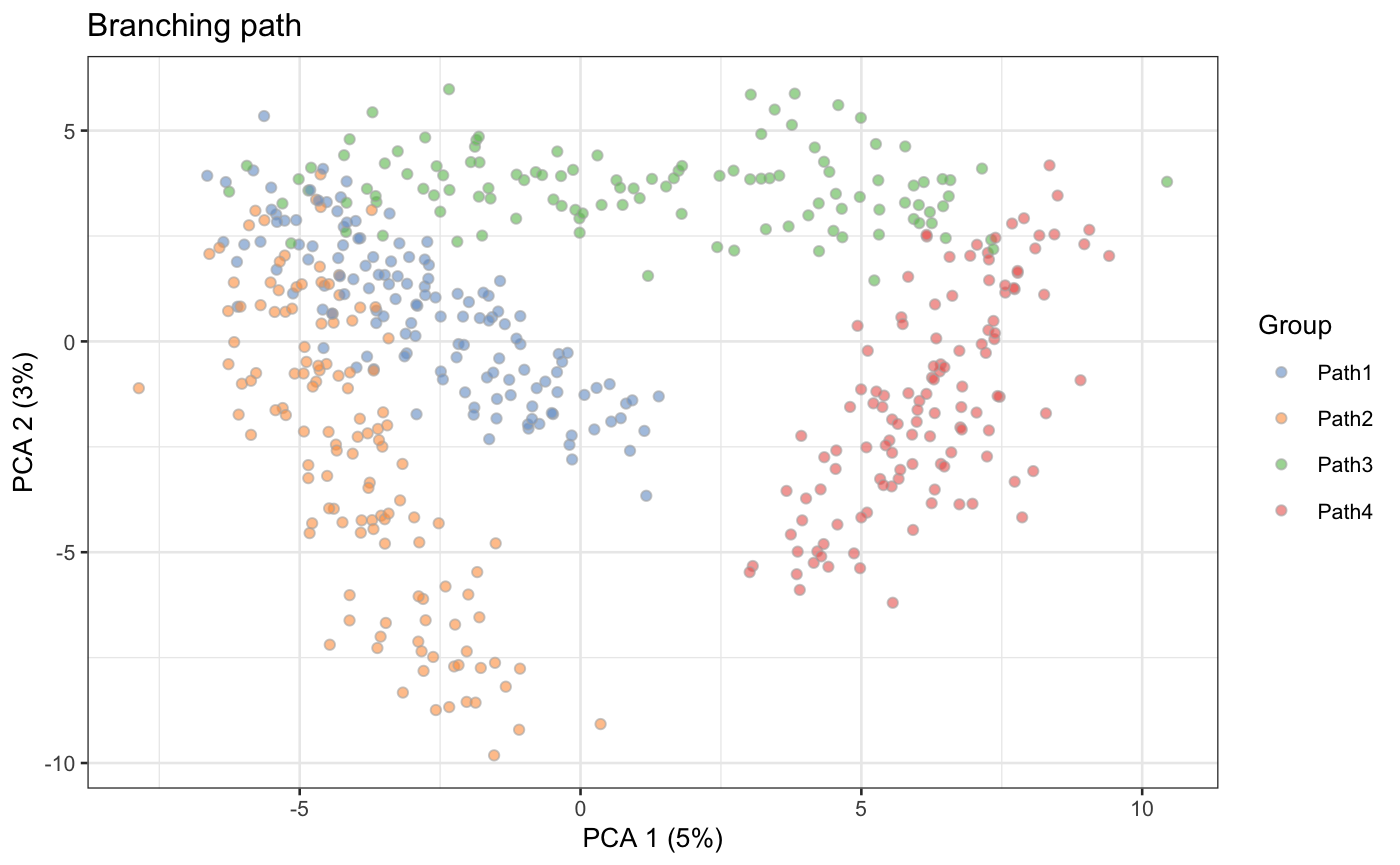 Branching path
PCA 2 (3%)
5
0
-5
-10
-5
0
5
10
PCA 1 (5%)
Group
Path1
Path2
Path3
Path4